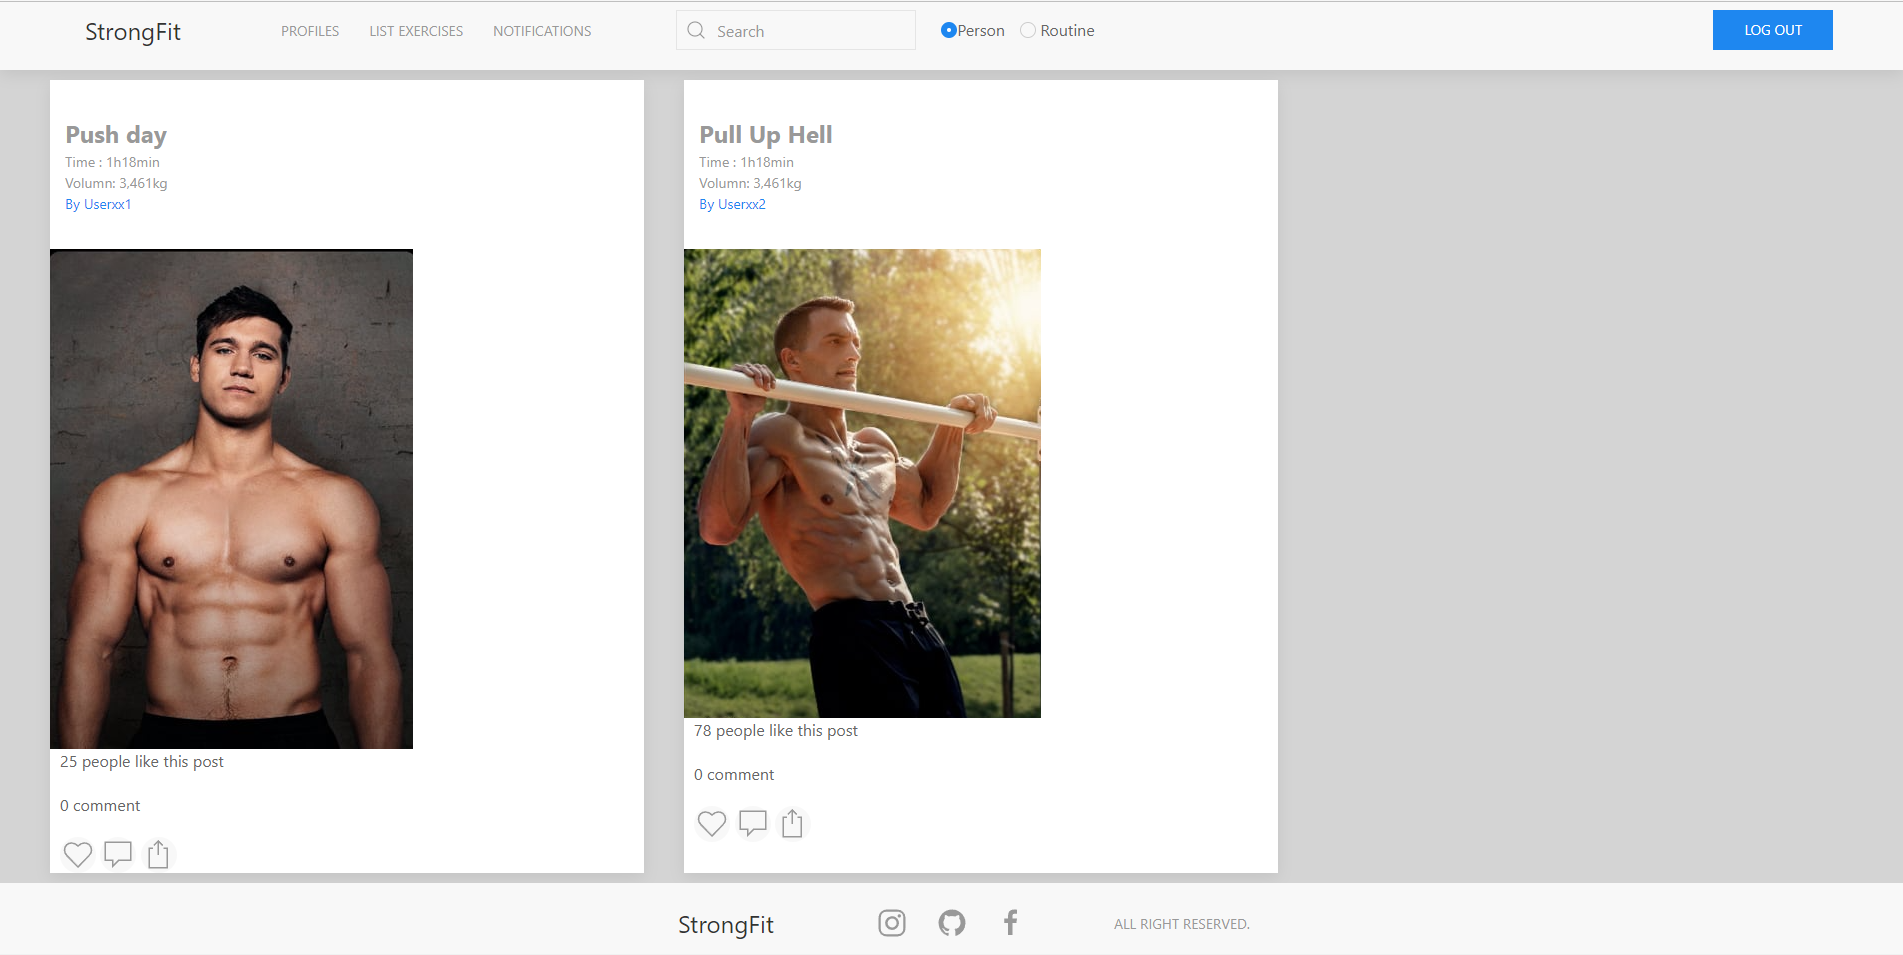 StrongFit
PROFILES
LIST EXERCISES
NOTIFICATIONS
Search
Person
Routine
LOG OUT
Push day
Time : 1h18min
Volumn: 3,461kg
By Userxx1
25 people like this post
0 comment
Pull Up Hell
Time : 1h18min
Volumn: 3,461kg
By Userxx2
78 people like this post
0 comment
StrongFit
ALL RIGHT RESERVED.